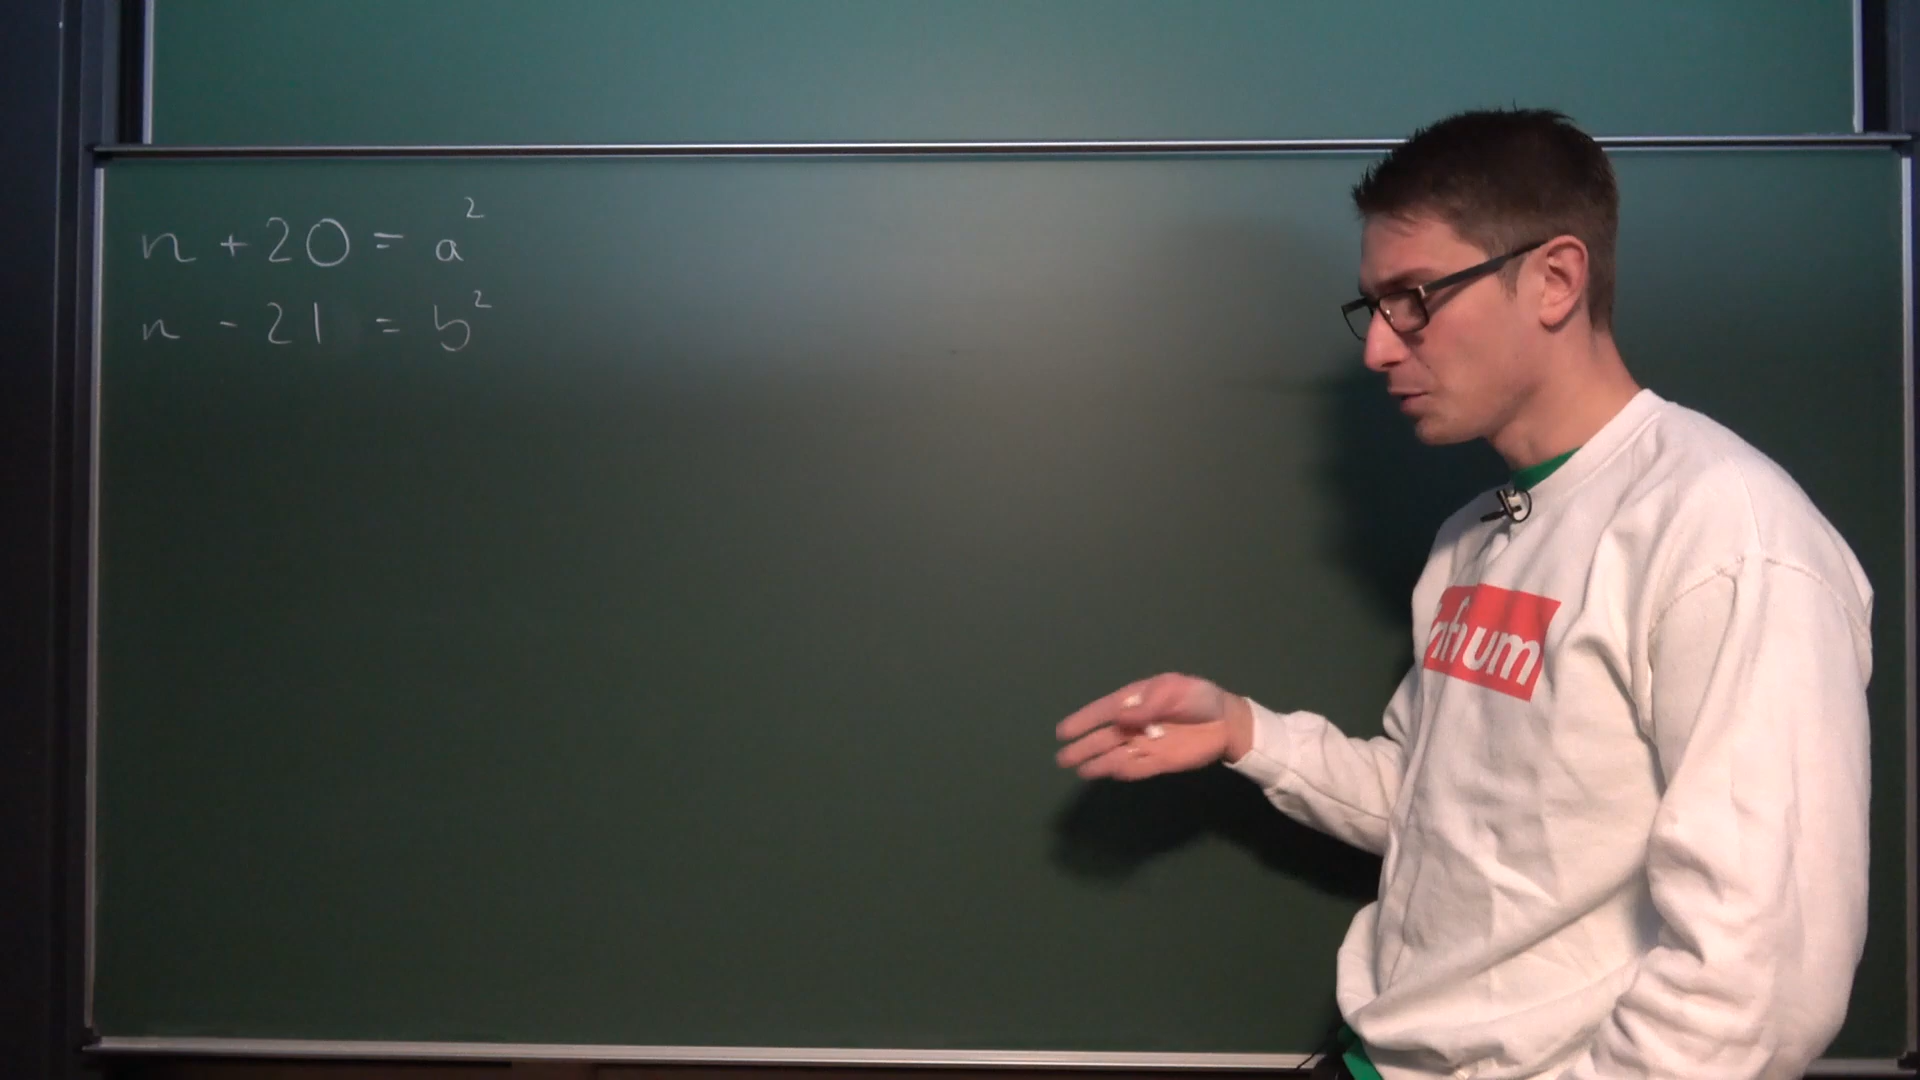 n + 20 = a²
n - 21 = b²